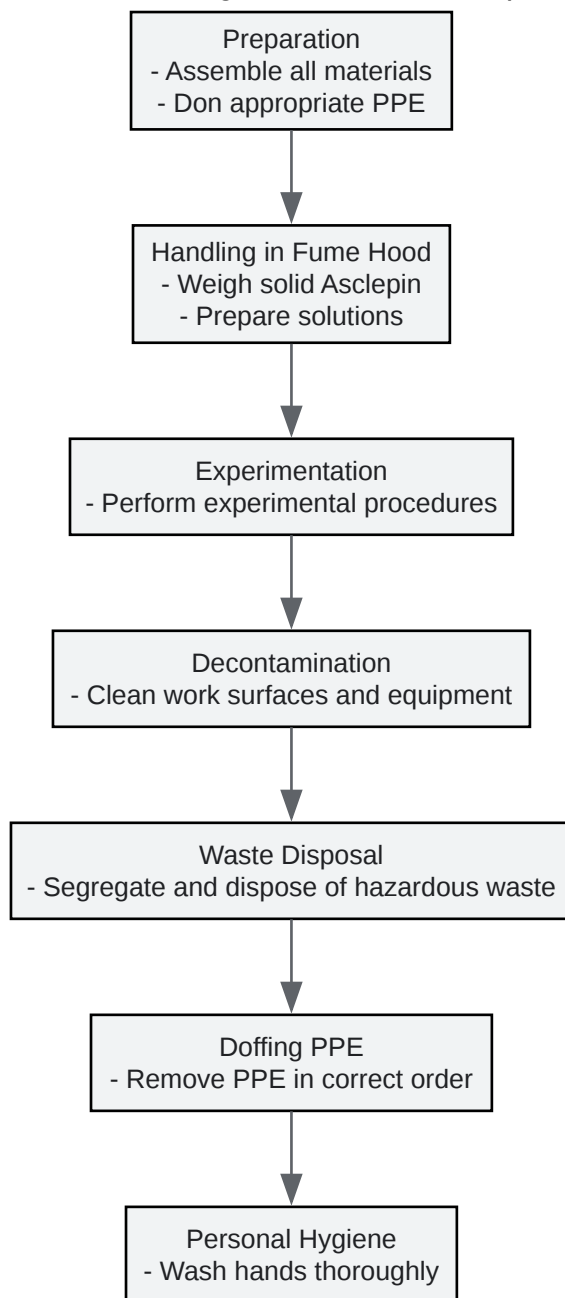 Preparation
- Assemble all materials
- Don appropriate PPE
Handling in Fume Hood
- Weigh solid Asclepin
- Prepare solutions
Experimentation
- Perform experimental procedures
Decontamination
- Clean work surfaces and equipment
Waste Disposal
- Segregate and dispose of hazardous waste
Doffing PPE
- Remove PPE in correct order
Personal Hygiene
- Wash hands thoroughly